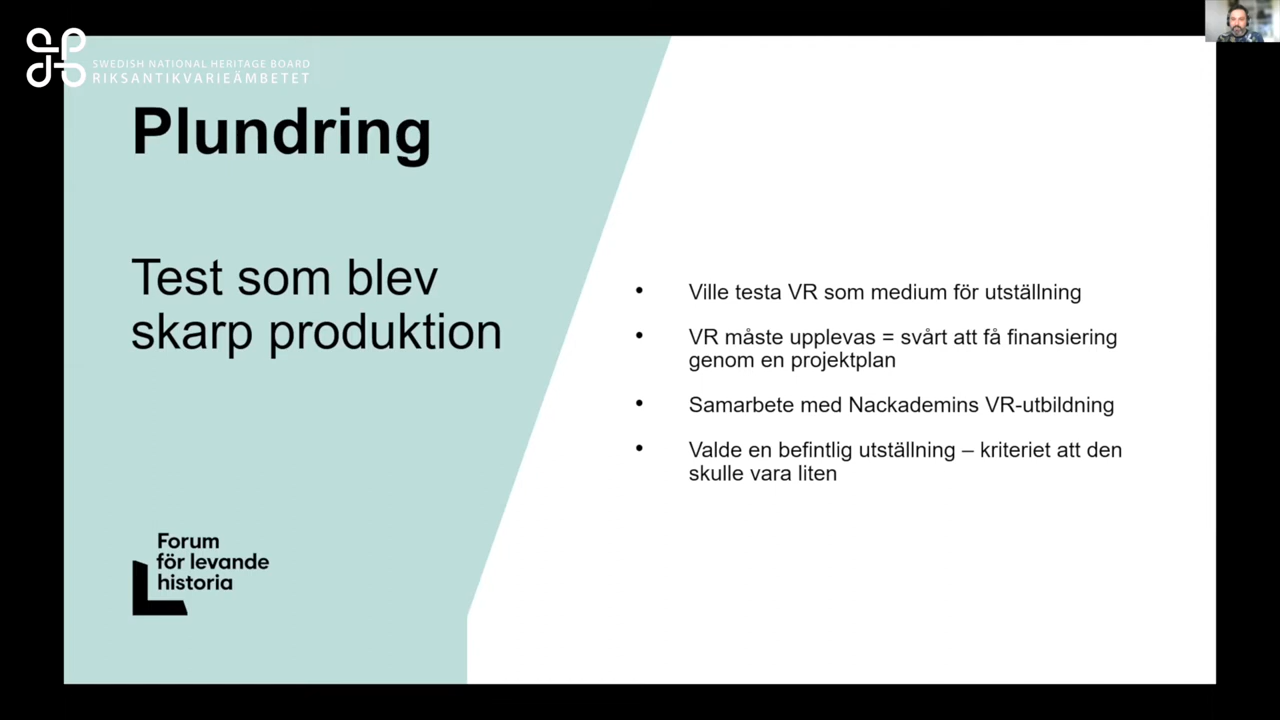 SWEDISH NATIONAL HERITAGE BOARD
RIKSANTIKVARIEÄMBETET
Plundring
Test som blev
skarp produktion
• Ville testa VR som medium för utställning
• VR måste upplevas = svårt att få finansiering
genom en projektplan
• Samarbete med Nackademins VR-utbildning
• Valde en befintlig utställning – kriteriet att den
skulle vara liten
Forum
för levande
historia